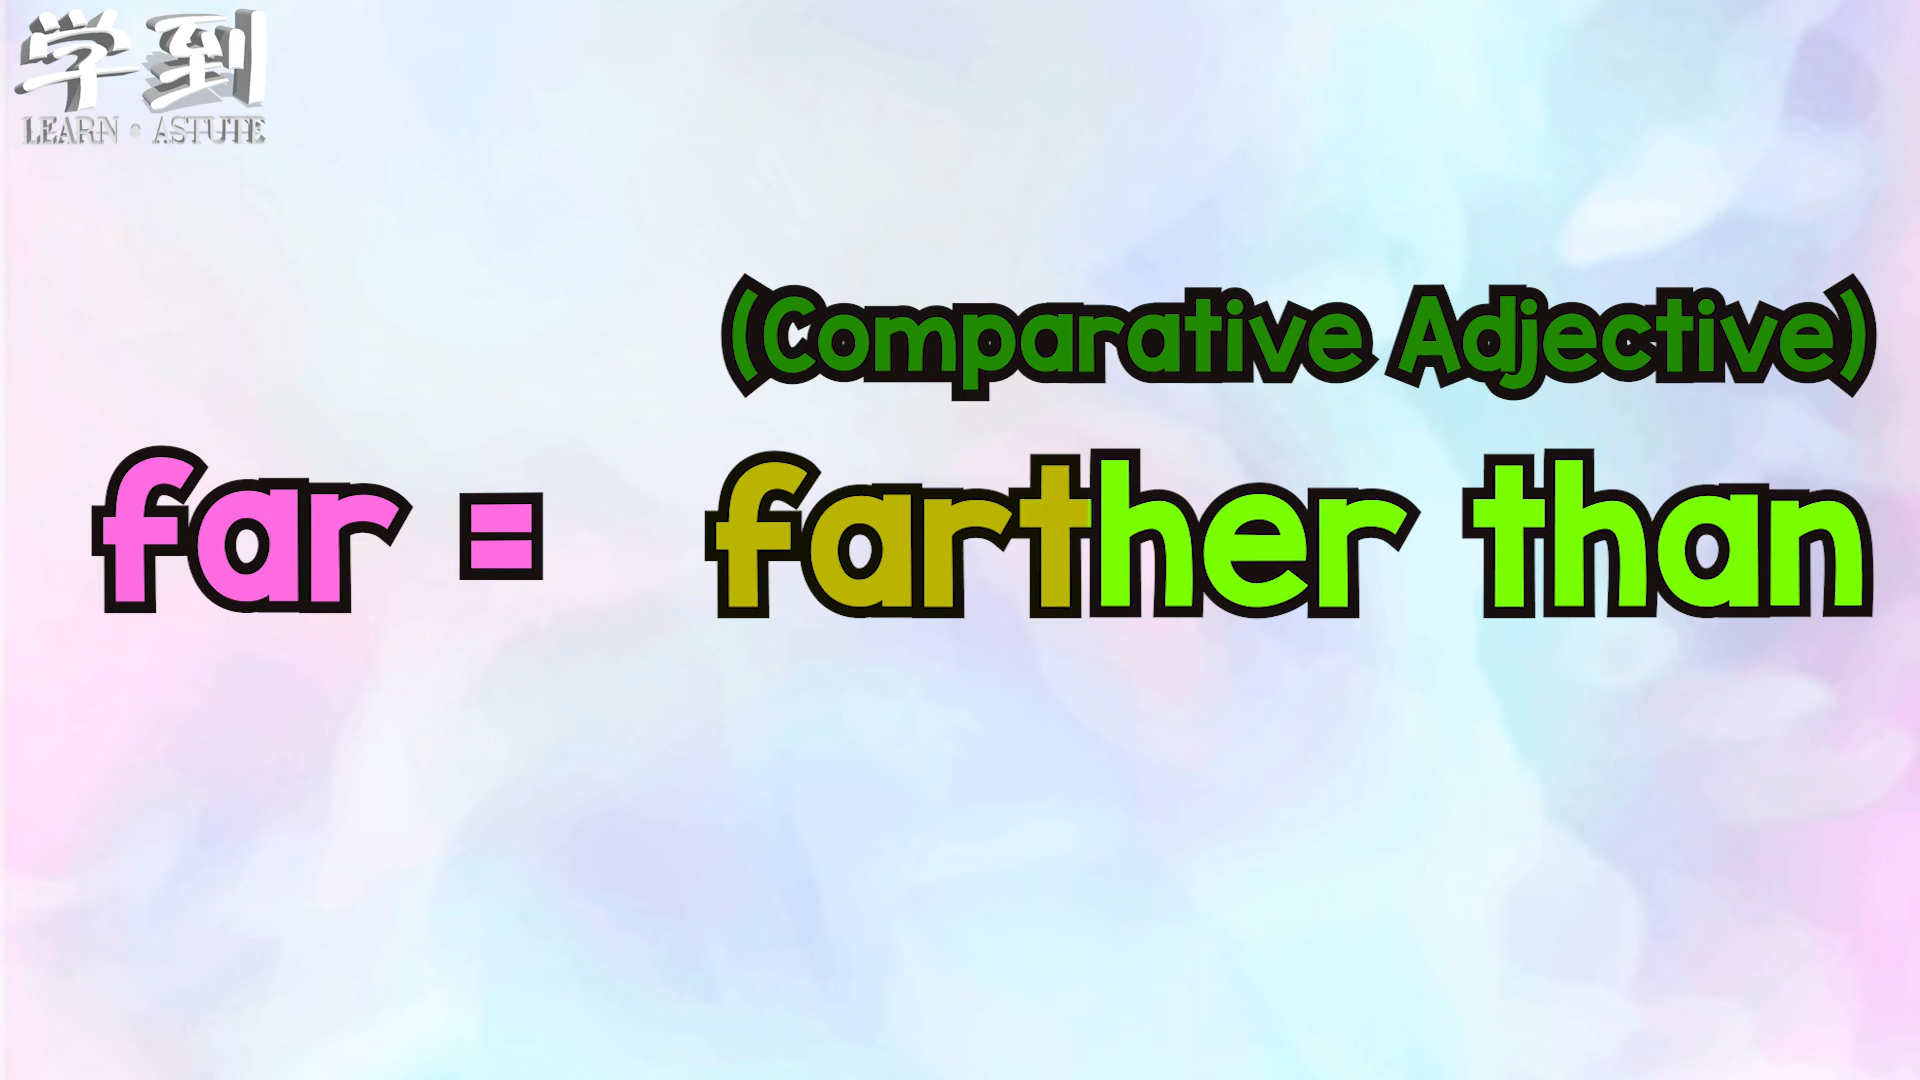 学到
LEARN • ASTUTE
(Comparative Adjective)
far = farther than